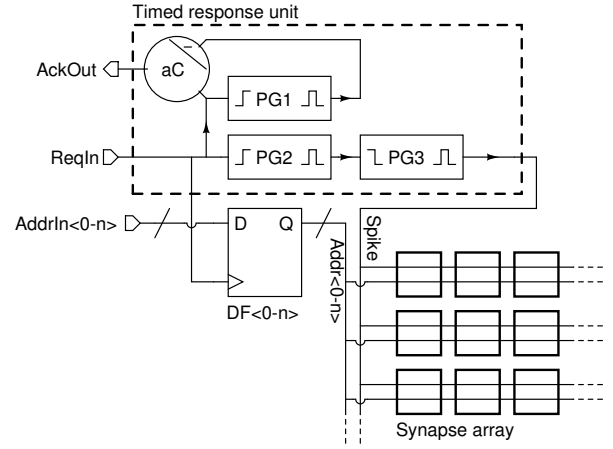 Timed response unit
AckOut
aC
−
PG1
ReqIn
PG2
PG3
AddrIn<0-n>
D
Q
DF<0-n>
Addr<0-n>
Spike
Synapse array